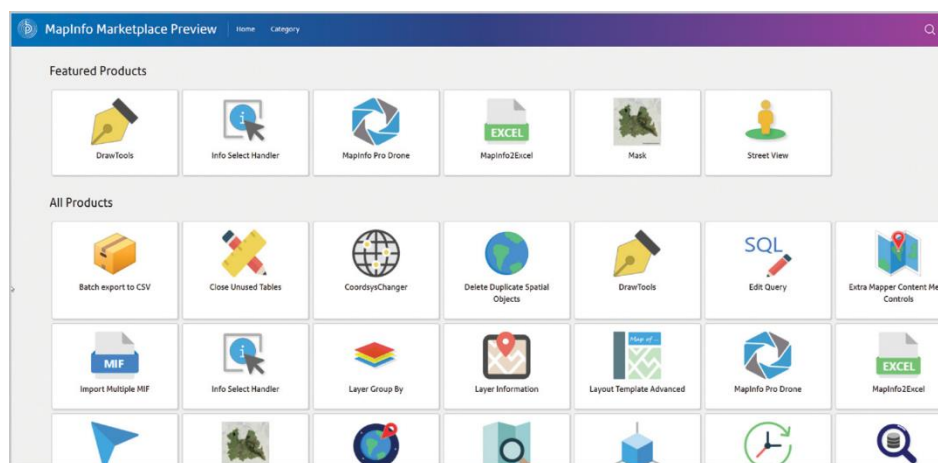 MapInfo Marketplace Preview
Home
Category
Featured Products
DrawTools
Info Select Handler
MapInfo Pro Drone
EXCEL
MapInfo2Excel
Mask
Street View
All Products
Batch export to CSV
Close Unused Tables
CoordsysChanger
Delete Duplicate Spatial
Objects
DrawTools
SQL
Edit Query
Extra Mapper Content Me
Controls
MIF
Import Multiple MIF
Info Select Handler
Layer Group By
Layer Information
Map of ...
Layout Template Advanced
MapInfo Pro Drone
EXCEL
MapInfo2Excel